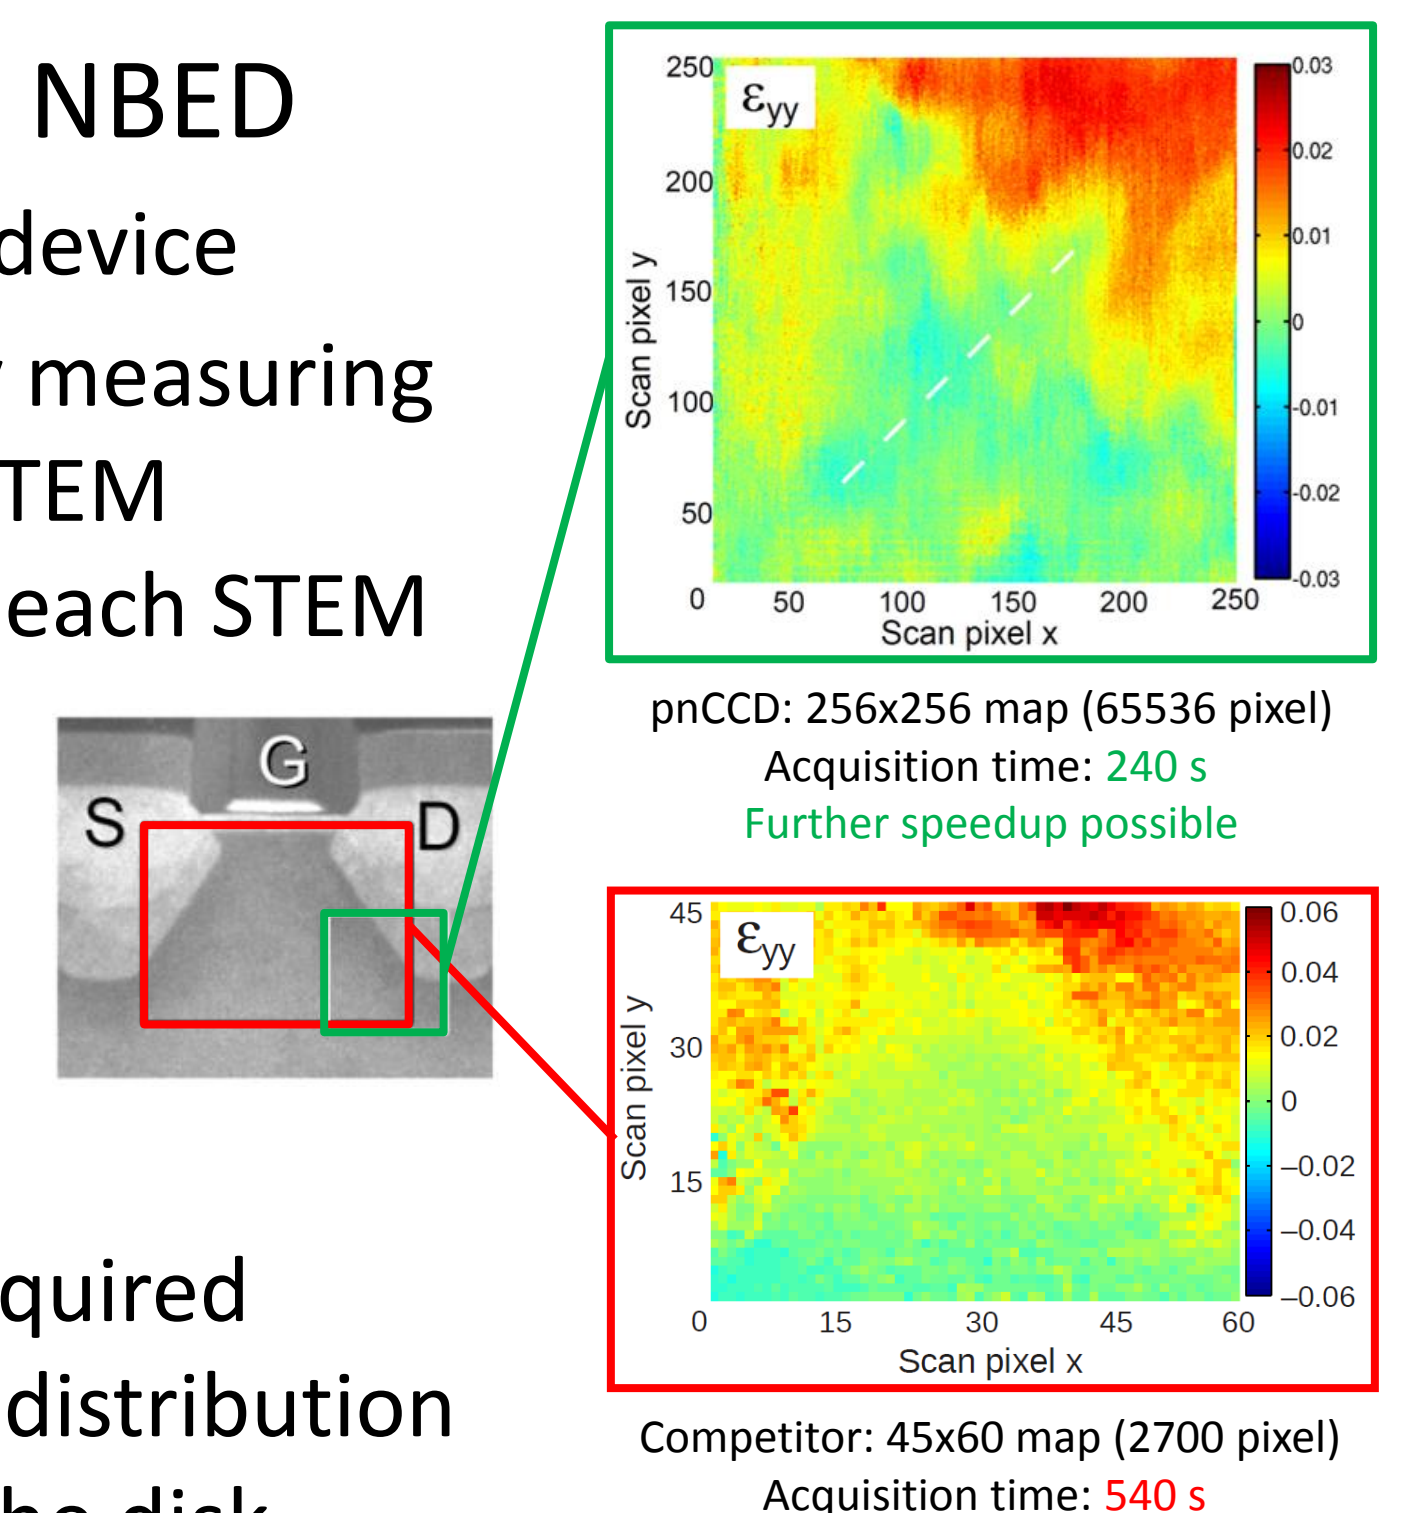 NBED
device
measuring
TEM
each STEM
S
G
D
quired
distribution
disk
εyy
250
200
150
100
50
0
50
100
150
200
250
Scan pixel y
Scan pixel x
0.03
0.02
0.01
0
-0.01
-0.02
-0.03
pnCCD: 256x256 map (65536 pixel)
Acquisition time: 240 s
Further speedup possible
εyy
45
30
15
0
15
30
45
60
Scan pixel y
Scan pixel x
0.06
0.04
0.02
0
–0.02
–0.04
–0.06
Competitor: 45x60 map (2700 pixel)
Acquisition time: 540 s